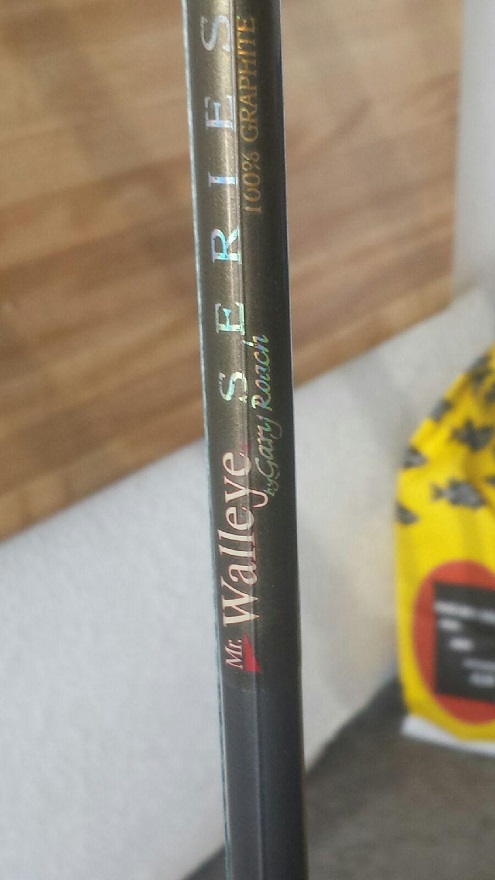 Mr. Walleye SERIES
by Gary Roach
100% GRAPHITE